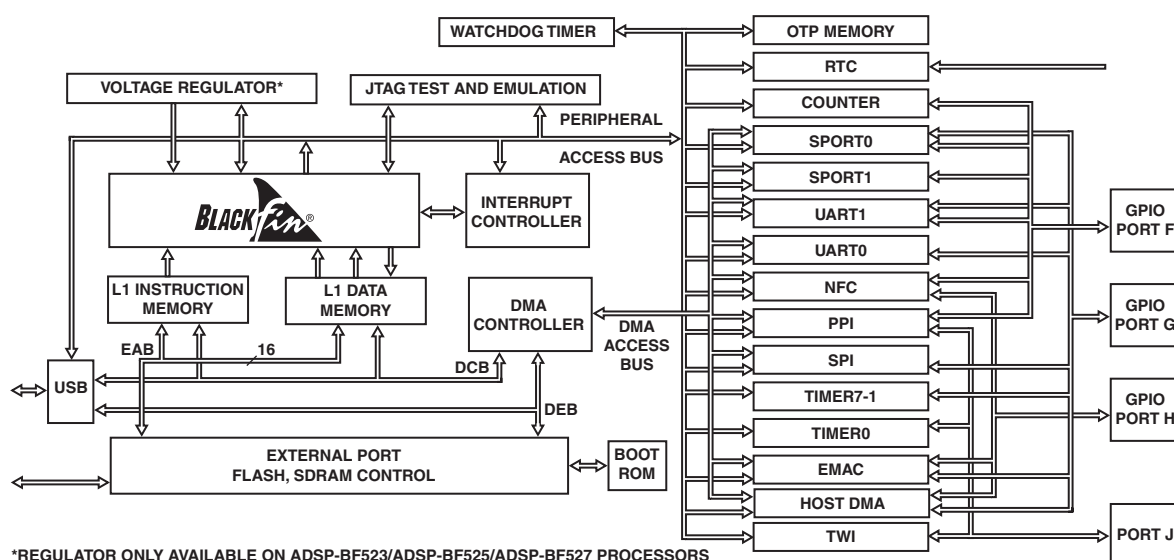 WATCHDOG TIMER
OTP MEMORY
RTC
VOLTAGE REGULATOR*
JTAG TEST AND EMULATION
COUNTER
PERIPHERAL
ACCESS BUS
SPORT0
SPORT1
BLACKfin®
INTERRUPT
CONTROLLER
UART1
GPIO
PORT F
UART0
L1 INSTRUCTION
MEMORY
L1 DATA
MEMORY
DMA
CONTROLLER
NFC
GPIO
PORT G
DMA
ACCESS
BUS
PPI
EAB
16
DCB
SPI
USB
TIMER7-1
GPIO
PORT H
DEB
TIMER0
EXTERNAL PORT
FLASH, SDRAM CONTROL
BOOT
ROM
EMAC
HOST DMA
TWI
PORT J
*REGULATOR ONLY AVAILABLE ON ADSP-BF523/ADSP-BF525/ADSP-BF527 PROCESSORS